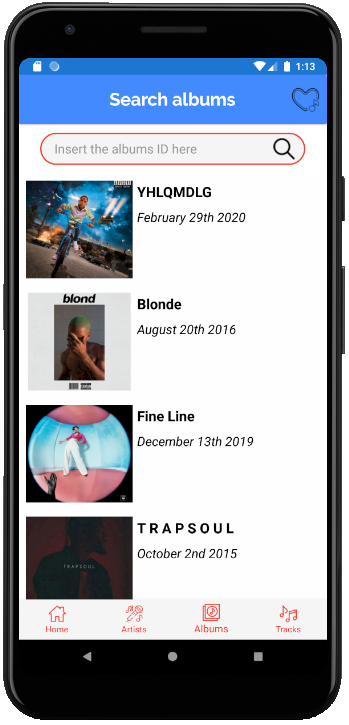 1:13
Search albums
Insert the albums ID here
YHLQMDLG
February 29th 2020
blond
Blonde
August 20th 2016
Fine Line
December 13th 2019
TRAPSOUL
T R A P S O U L
October 2nd 2015
Home
Artists
Albums
Tracks